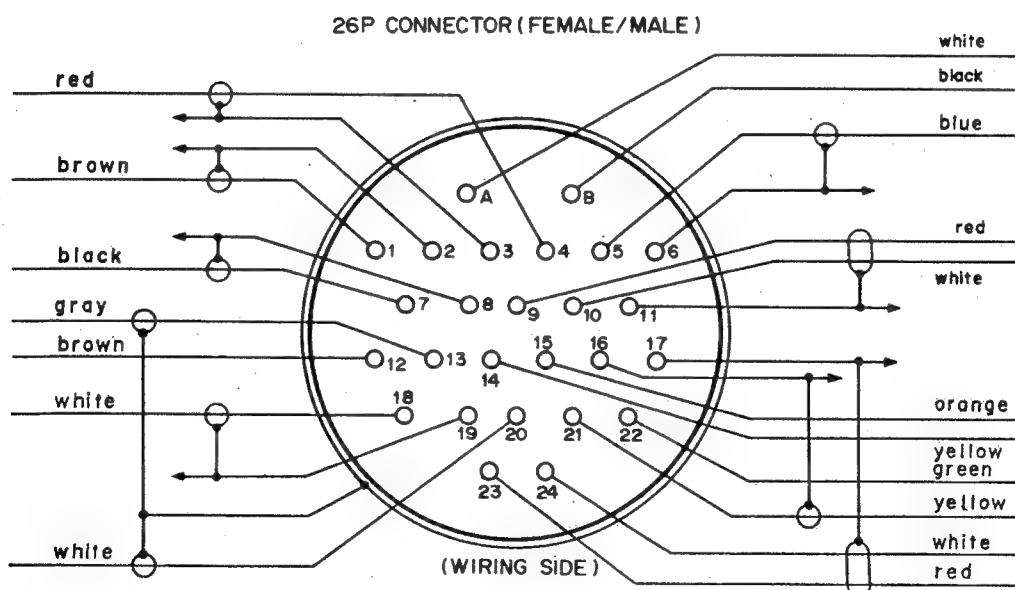 26P CONNECTOR (FEMALE/MALE)
white
red
black
blue
brown
A
B
1
2
3
4
5
6
red
black
white
7
8
9
10
11
gray
brown
12
13
14
15
16
17
white
18
19
20
21
22
orange
yellow
green
23
24
yellow
white
white
(WIRING SIDE)
red